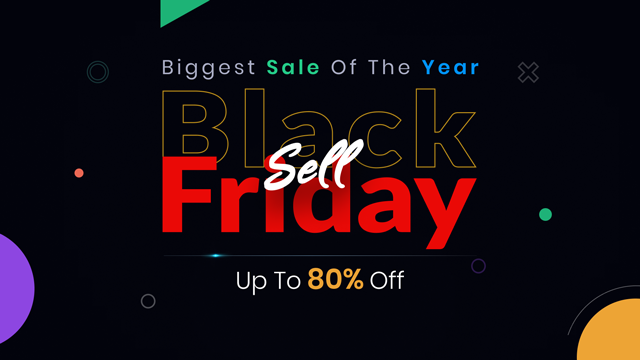 Biggest Sale Of The Year
Black
Sell
Friday
Up To 80% Off